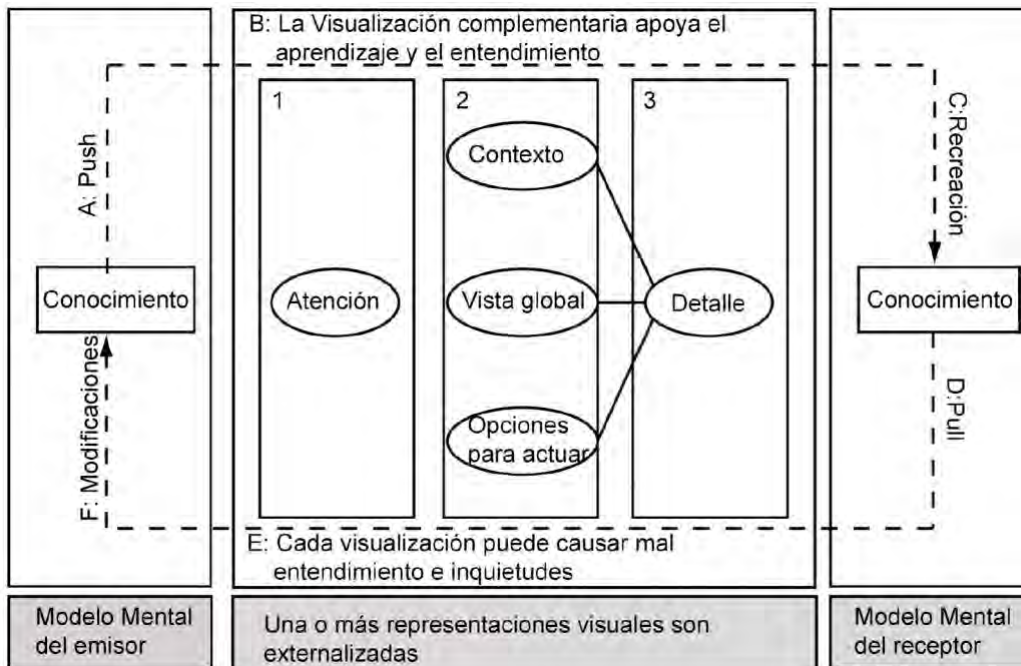 B: La Visualización complementaria apoya el
aprendizaje y el entendimiento
A: Push
Conocimiento
F: Modificaciones
1
Atención
2
Contexto
Vista global
Opciones
para actuar
3
Detalle
C:Recreación
Conocimiento
D:Pull
E: Cada visualización puede causar mal
entendimiento e inquietudes
Modelo Mental
del emisor
Una o más representaciones visuales son
externalizadas
Modelo Mental
del receptor